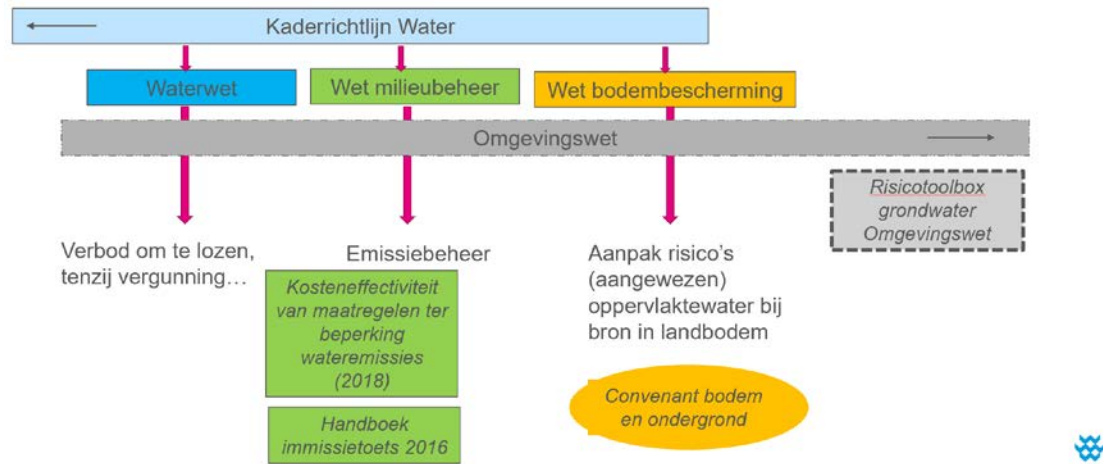 Kaderrichtlijn Water
Waterwet
Wet milieubeheer
Wet bodembescherming
Omgevingswet
Risicotoolbox
grondwater
Omgevingswet
Verbod om te lozen,
tenzij vergunning…
Emissiebeheer
Kosteneffectiviteit
van maatregelen ter
beperking
wateremissies
(2018)
Handboek
immissietoets 2016
Aanpak risico's
(aangewezen)
oppervlaktewater bij
bron in landbodem
Convenant bodem
en ondergrond